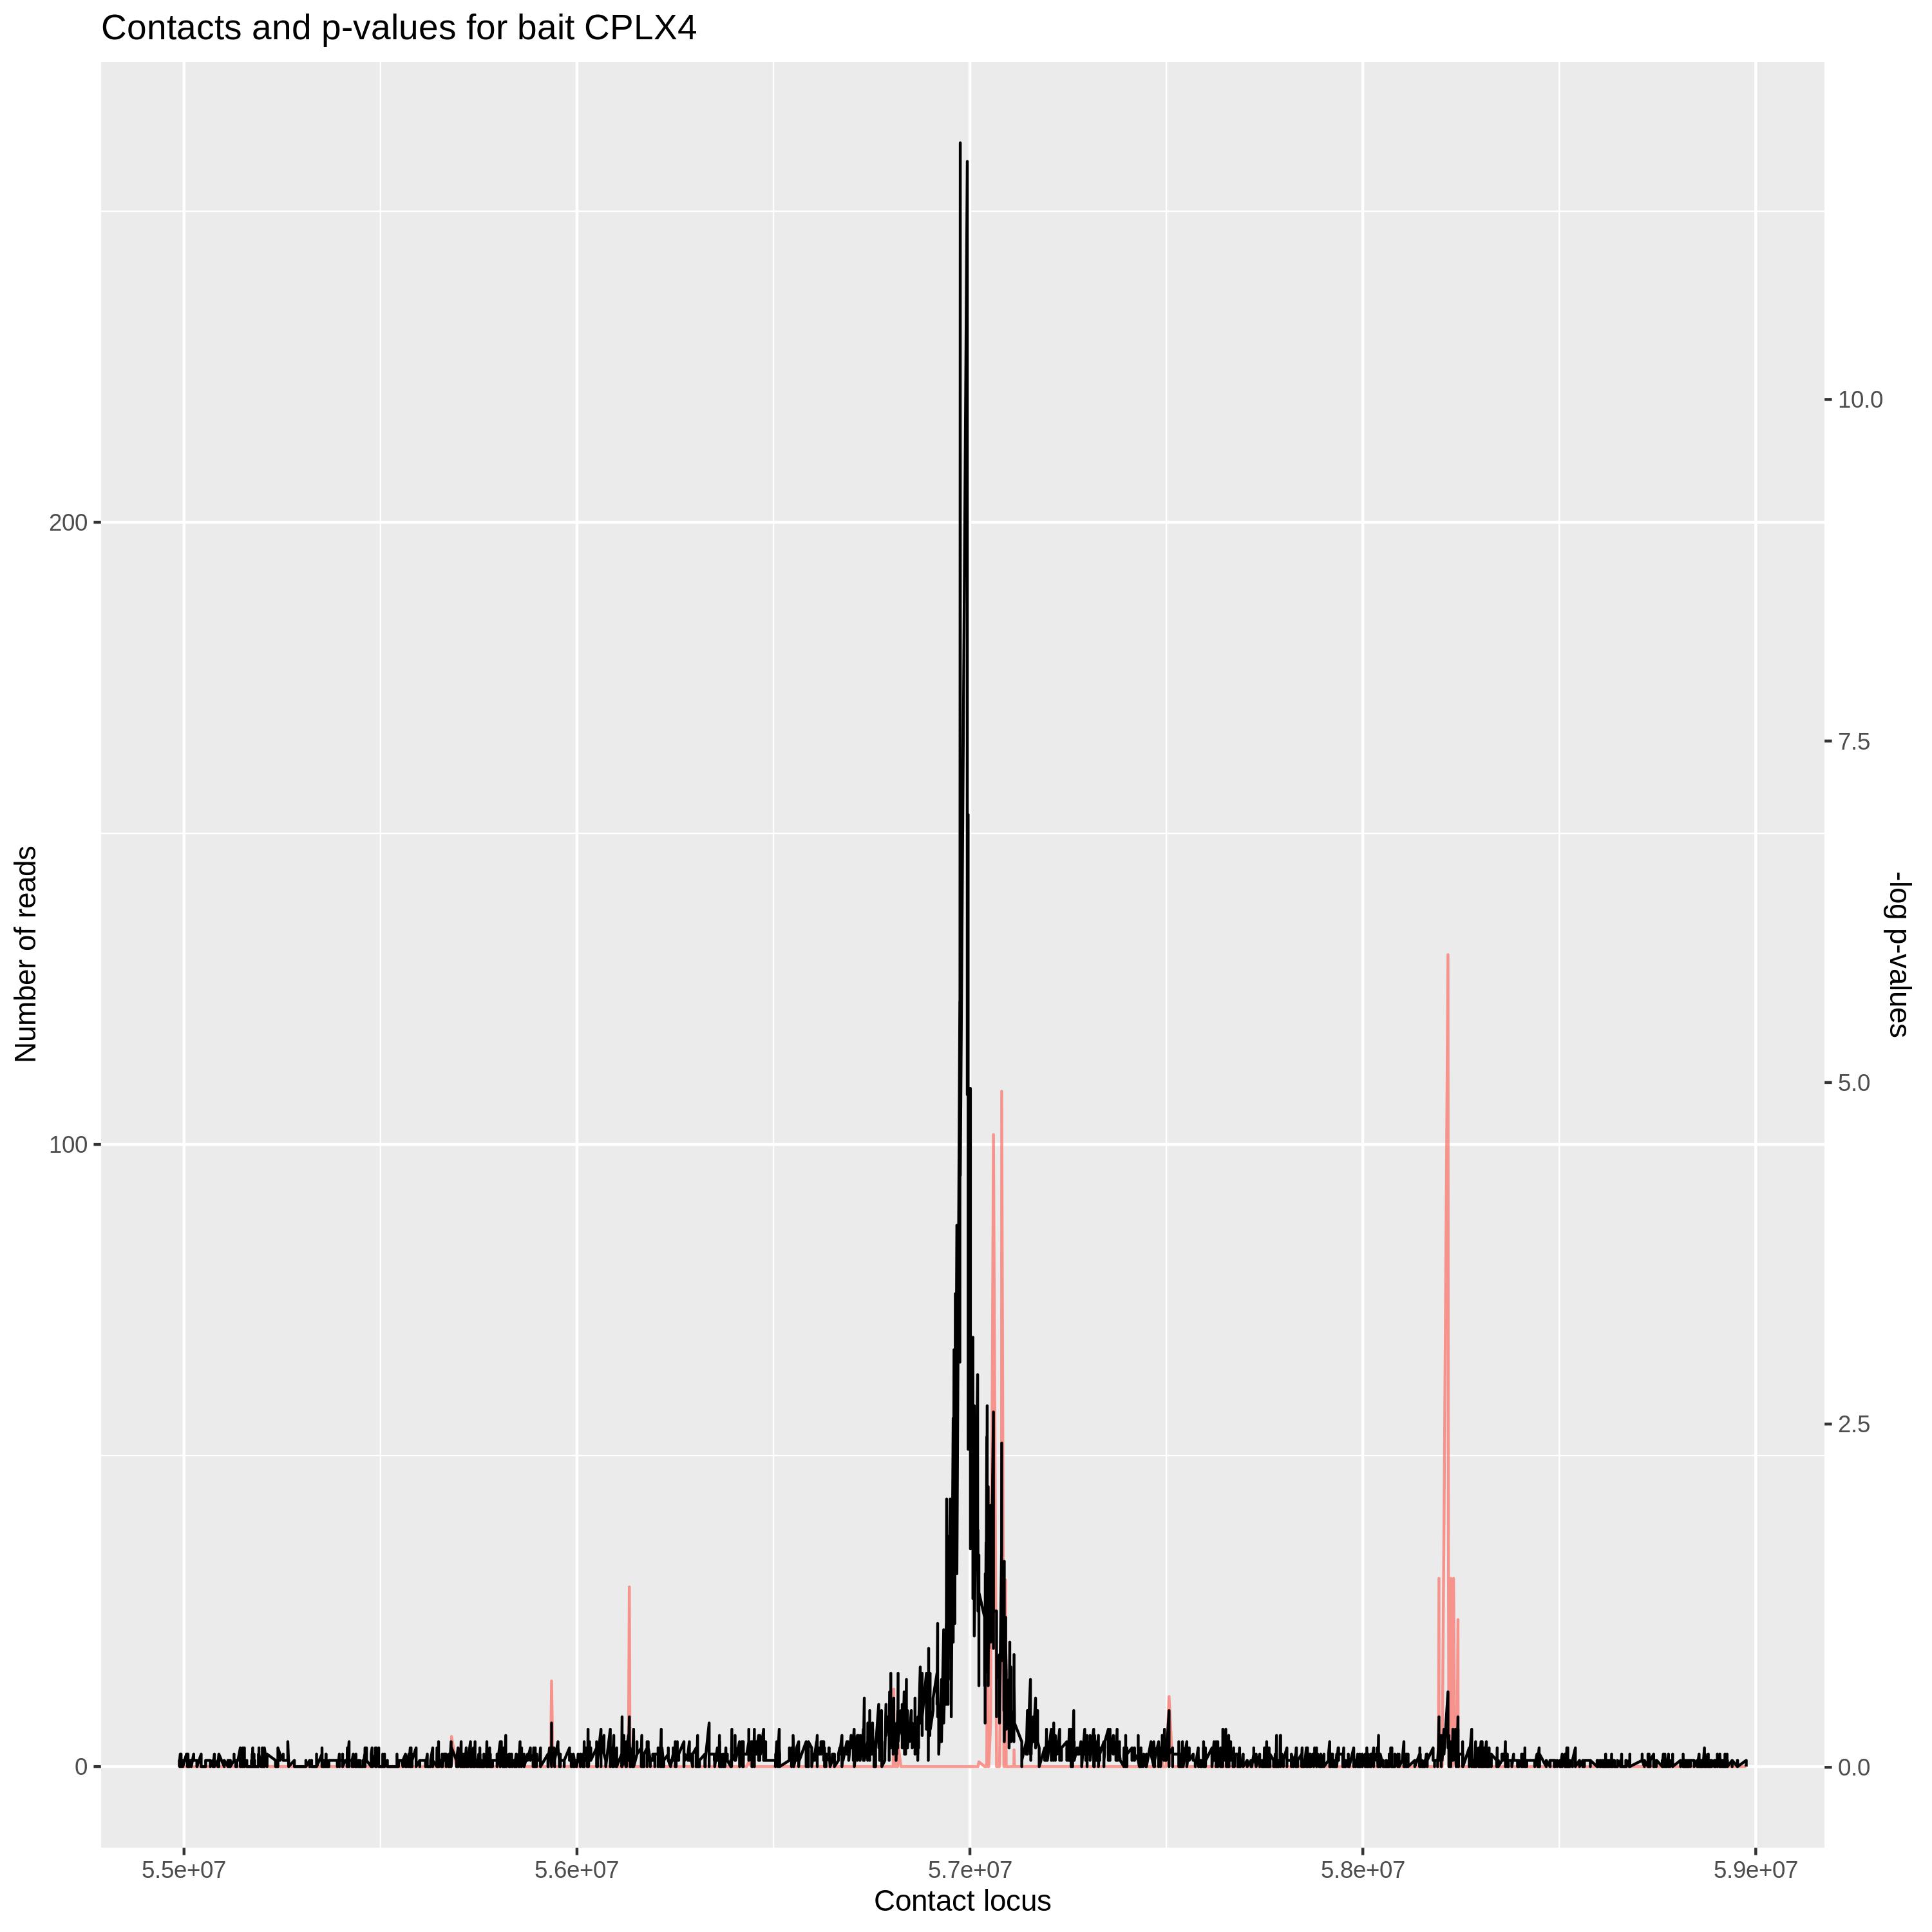 Contacts and p-values for bait CPLX4
Number of reads
200
100
0
10.0
7.5
5.0
2.5
0.0
-log p-values
5.5e+07
5.6e+07
5.7e+07
5.8e+07
5.9e+07
Contact locus